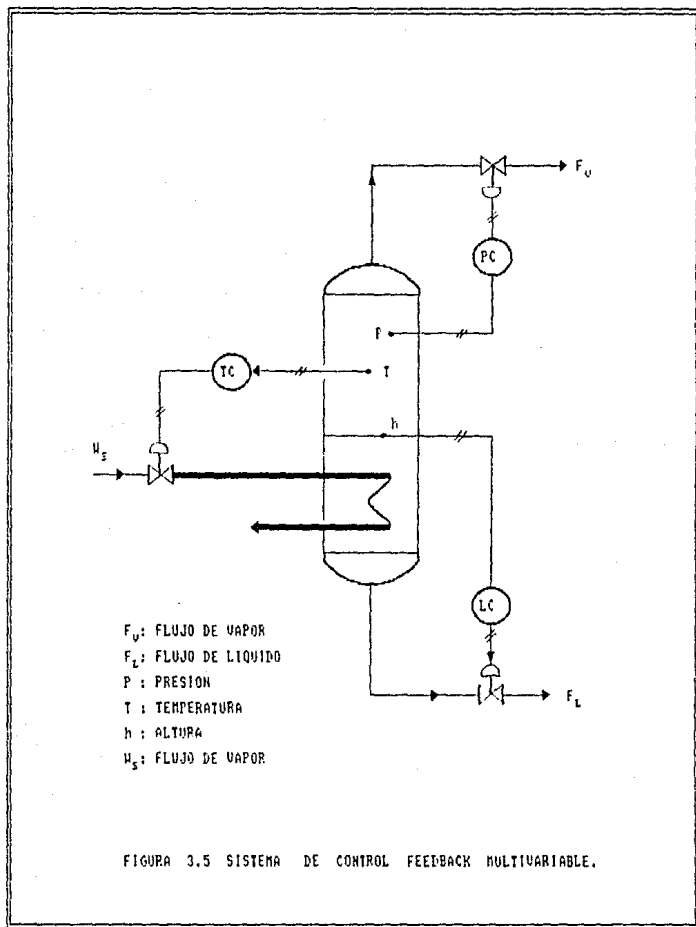 F_V
PC
P
TC
T
h
W_S
LC
F_V: FLUJO DE VAPOR
F_L: FLUJO DE LIQUIDO
F_L
P : PRESION
T : TEMPERATURA
h : ALTURA
W_S: FLUJO DE VAPOR
FIGURA 3.5 SISTEMA DE CONTROL FEEDBACK MULTIVARIABLE.